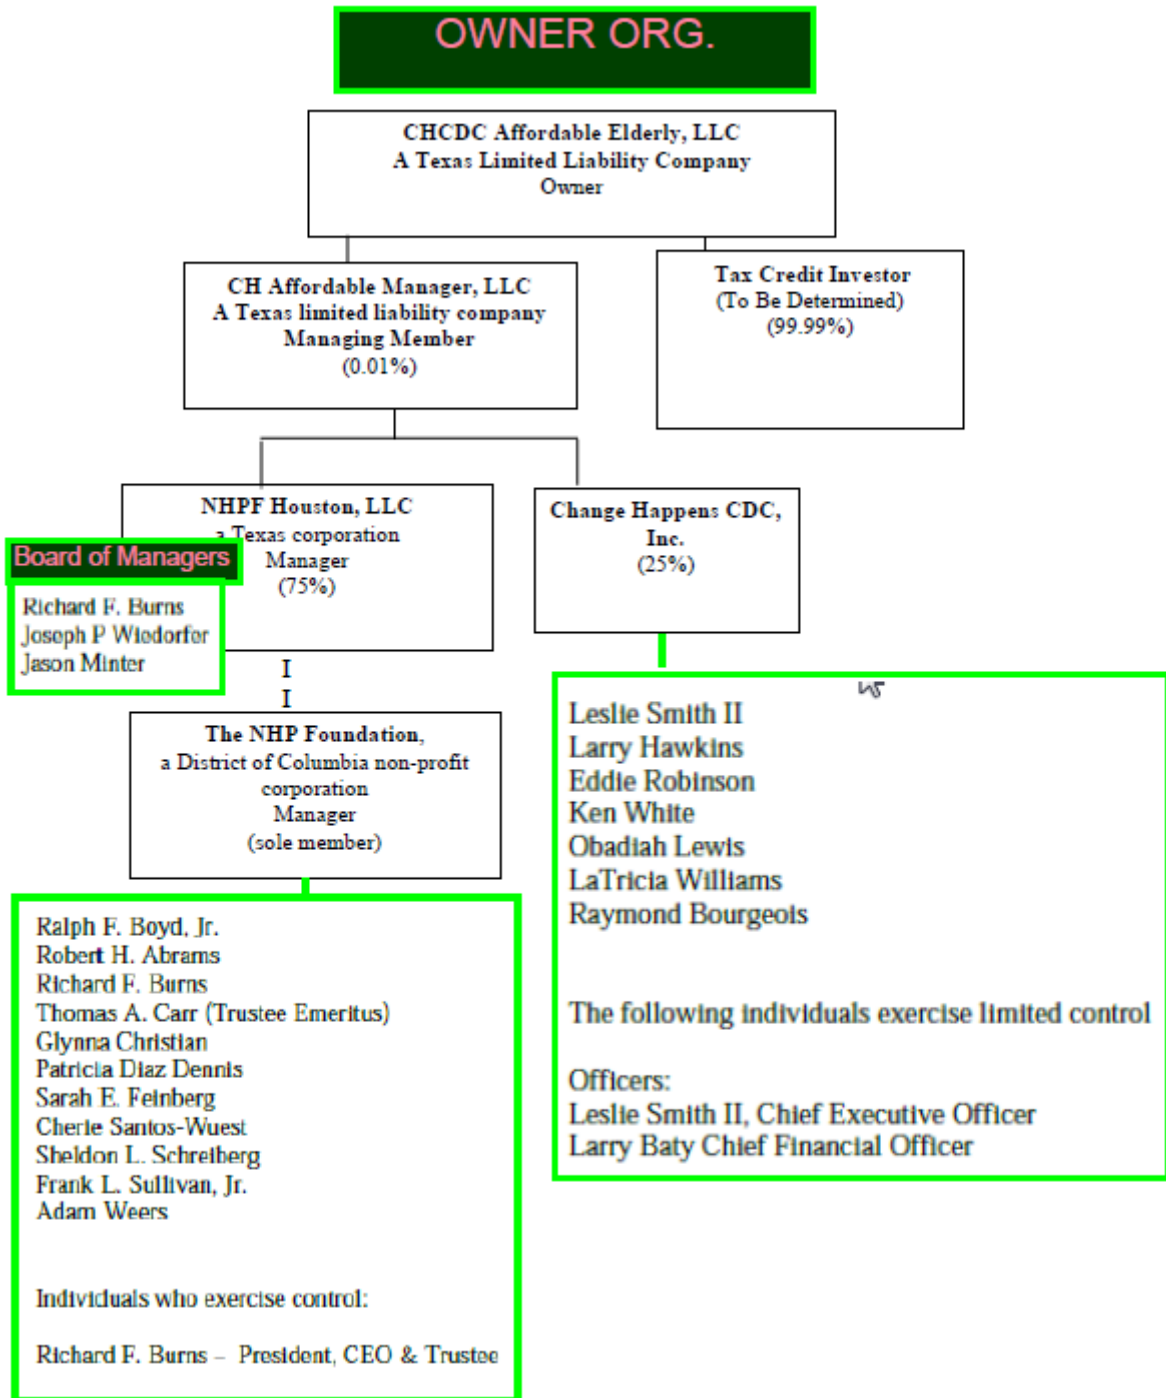 OWNER ORG.
CHCDC Affordable Elderly, LLC
A Texas Limited Liability Company
Owner
CH Affordable Manager, LLC
A Texas limited liability company
Managing Member
(0.01%)
Tax Credit Investor
(To Be Determined)
(99.99%)
NHPF Houston, LLC
a Texas corporation
Manager
(75%)
Board of Managers
Richard F. Burns
Joseph P Wiedorfer
Jason Minter
Change Happens CDC,
Inc.
(25%)
I
I
The NHP Foundation,
a District of Columbia non-profit
corporation
Manager
(sole member)
Ralph F. Boyd, Jr.
Robert H. Abrams
Richard F. Burns
Thomas A. Carr (Trustee Emeritus)
Glynna Christian
Patricia Diaz Dennis
Sarah E. Feinberg
Cherie Santos-Wuest
Sheldon L. Schreiberg
Frank L. Sullivan, Jr.
Adam Weers
Individuals who exercise control:
Richard F. Burns – President, CEO & Trustee
Leslie Smith II
Larry Hawkins
Eddie Robinson
Ken White
Obadiah Lewis
LaTricia Williams
Raymond Bourgeois
The following individuals exercise limited control
Officers:
Leslie Smith II, Chief Executive Officer
Larry Baty Chief Financial Officer